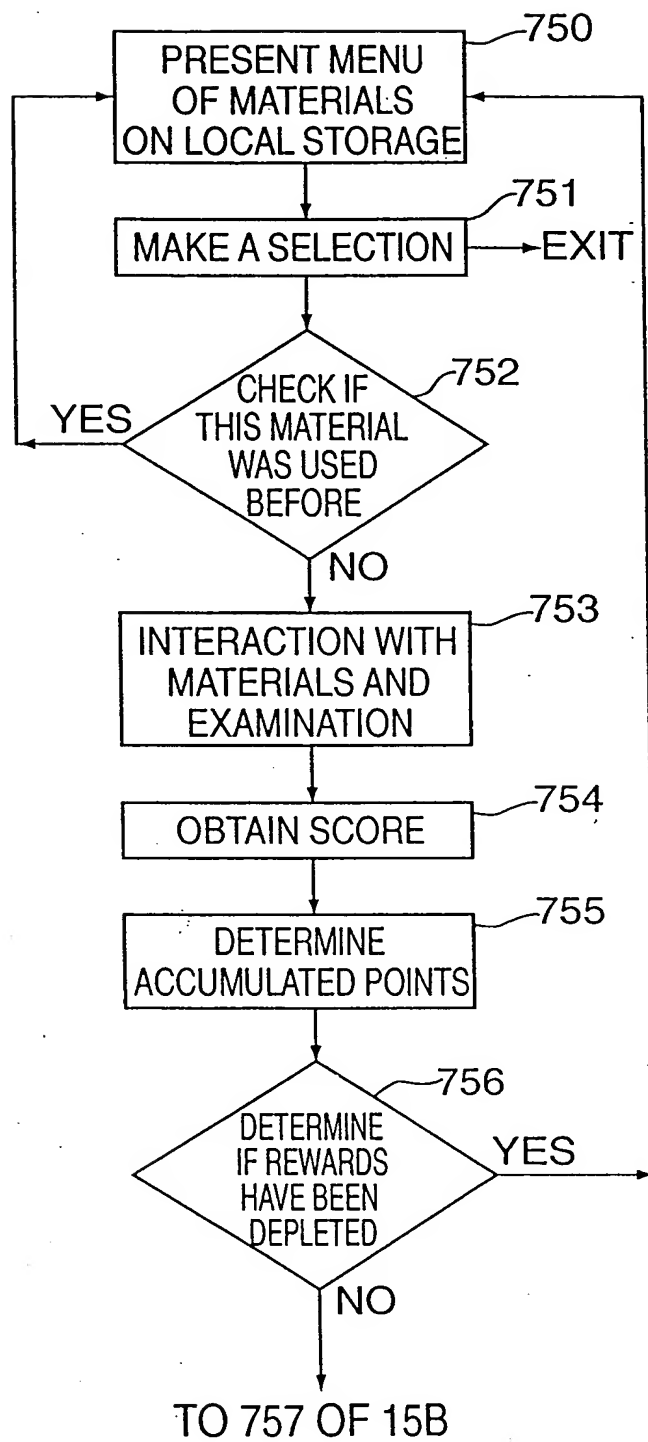 750
PRESENT MENU
OF MATERIALS
ON LOCAL STORAGE
751
MAKE A SELECTION
EXIT
752
CHECK IF
THIS MATERIAL
WAS USED
BEFORE
YES
NO
753
INTERACTION WITH
MATERIALS AND
EXAMINATION
754
OBTAIN SCORE
755
DETERMINE
ACCUMULATED POINTS
756
DETERMINE
IF REWARDS
HAVE BEEN
DEPLETED
YES
NO
TO 757 OF 15B